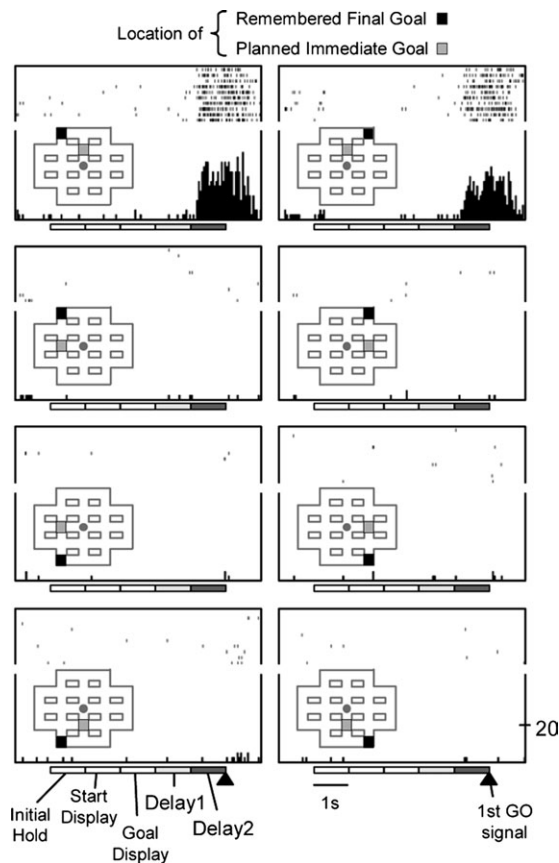 Location of
Remembered Final Goal
Planned Immediate Goal
20
Initial
Hold
Start
Display
Goal
Display
Delay1
Delay2
1s
1st GO
signal